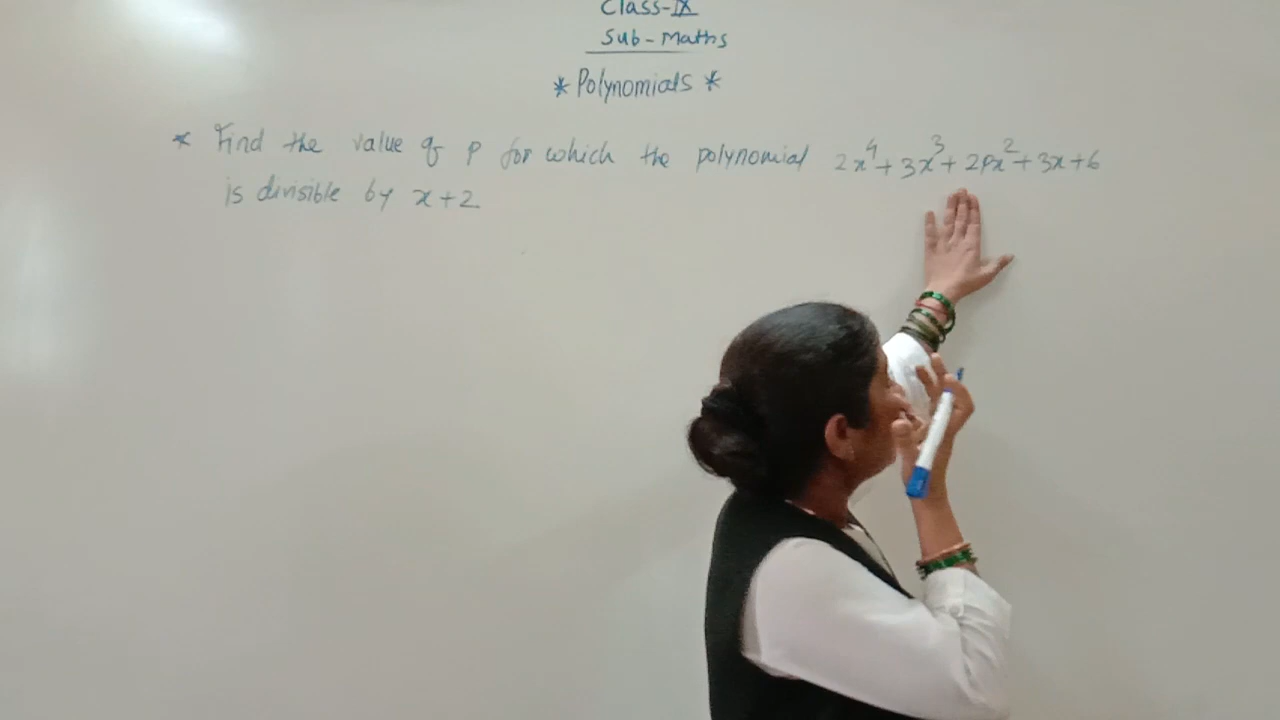 Class-IX
Sub-Maths
* Polynomials *
* Find the value of p for which the polynomial 2x⁴+3x³+2px²+3x+6
is divisible by x+2